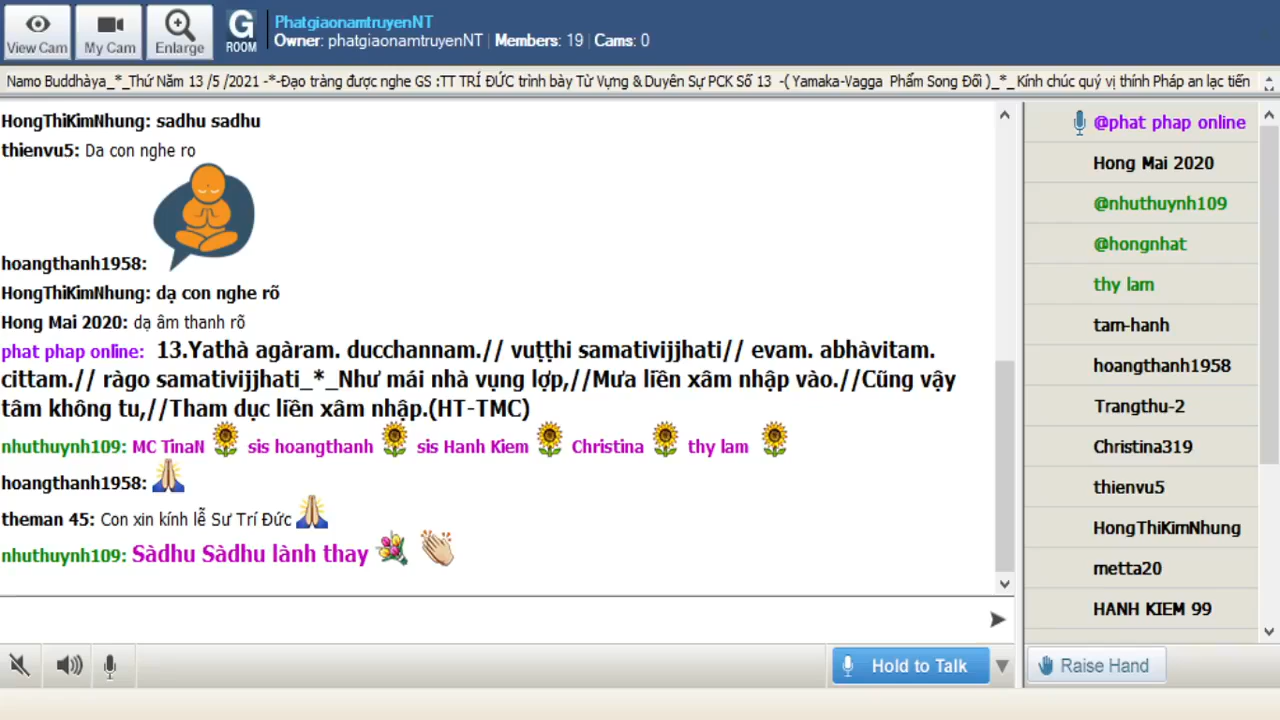 View Cam
My Cam
Enlarge
G
ROOM
PhatgiaonamtruyenNT
Owner: phatgiaonamtruyenNT | Members: 19 | Cams: 0
Namo Buddhàya_*_Thứ Năm 13 /5 /2021 -*-Đạo tràng được nghe GS :TT TRÍ ĐỨC trình bày Từ Vựng & Duyên Sự PCK Số 13 -( Yamaka-Vagga Phẩm Song Đối )_*_ Kính chúc quý vị thính Pháp an lạc tiến
HongThiKimNhung: sadhu sadhu
thienvu5: Da con nghe ro
hoangthanh1958:
HongThiKimNhung: dạ con nghe rõ
Hong Mai 2020: dạ âm thanh rõ
phat phap online: 13.Yathà agàram. ducchannam.// vuṭṭhi samativijjhati// evam. abhàvitam.
cittam.// ràgo samativijjhati_*_Như mái nhà vụng lợp,//Mưa liền xâm nhập vào.//Cũng vậy
tâm không tu,//Tham dục liền xâm nhập.(HT-TMC)
nhuthuynh109: MC TinaN sis hoangthanh sis Hanh Kiem Christina thy lam
hoangthanh1958:
theman 45: Con xin kính lễ Sư Trí Đức
nhuthuynh109: Sàdhu Sàdhu lành thay
@phat phap online
Hong Mai 2020
@nhuthuynh109
@hongnhat
thy lam
tam-hanh
hoangthanh1958
Trangthu-2
Christina319
thienvu5
HongThiKimNhung
metta20
HANH KIEM 99
Hold to Talk
Raise Hand